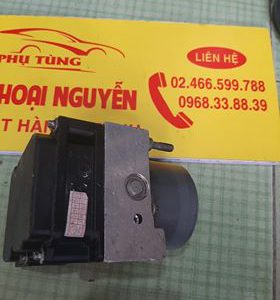 PHỤ TÙNG
HOẠI NGUYỄN
LIÊN HỆ
02.466.599.788
0968.33.88.39
T HÀN